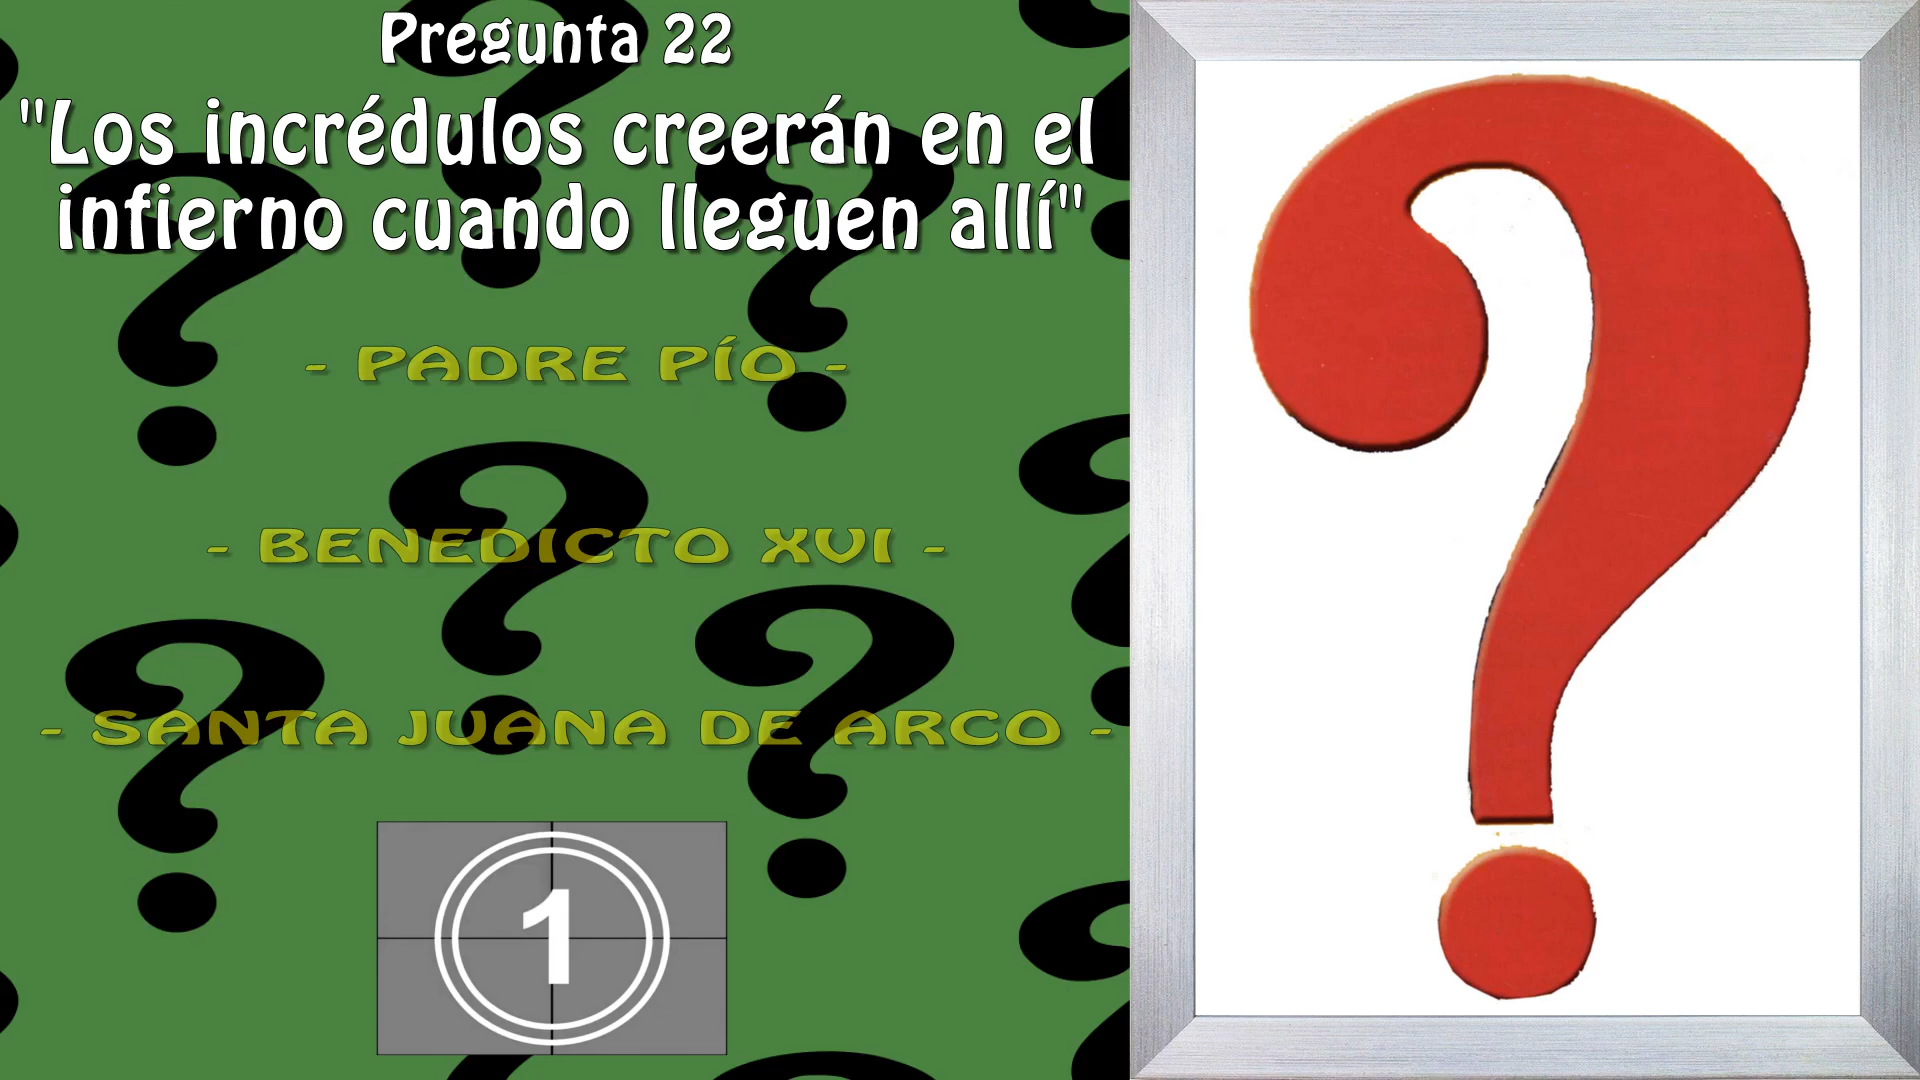 Pregunta 22
"Los incrédulos creerán en el
infierno cuando lleguen allí"
- PADRE PÍO -
- BENEDICTO XVI -
- SANTA JUANA DE ARCO -
1
?